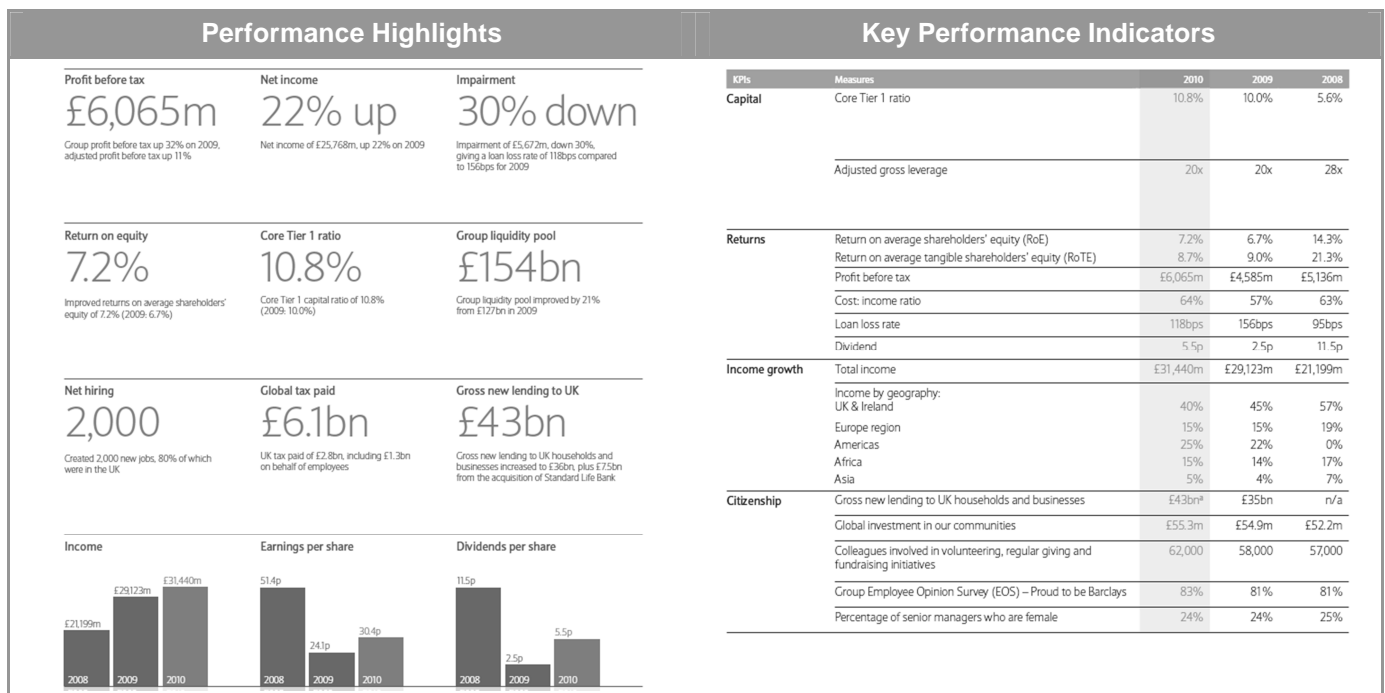 Performance Highlights
Profit before tax
£6,065m
Group profit before tax up 32% on 2009,
adjusted profit before tax up 11%
Net income
22% up
Net income of £25,768m, up 22% on 2009
Impairment
30% down
Impairment of £5,672m, down 30%,
giving a loan loss rate of 118bps compared
to 156bps for 2009
Return on equity
7.2%
Improved returns on average shareholders'
equity of 7.2% (2009: 6.7%)
Core Tier 1 ratio
10.8%
Core Tier 1 capital ratio of 10.8%
(2009: 10.0%)
Group liquidity pool
£154bn
Group liquidity pool improved by 21%
from £127bn in 2009
Net hiring
2,000
Created 2,000 new jobs, 80% of which
were in the UK
Global tax paid
£6.1bn
UK tax paid of £2.8bn, including £1.3bn
on behalf of employees
Gross new lending to UK
£43bn
Gross new lending to UK households and
businesses increased to £36bn, plus £7.5bn
from the acquisition of Standard Life Bank
Income
£21,199m
£29,123m
£31,440m
2008 2009 2010
Earnings per share
51.4p
24.1p
30.4p
2008 2009 2010
Dividends per share
11.5p
2.5p
5.5p
2008 2009 2010
Key Performance Indicators
KPIs Measures 2010 2009 2008
Capital Core Tier 1 ratio 10.8% 10.0% 5.6%
Adjusted gross leverage 20x 20x 28x
Returns Return on average shareholders' equity (RoE) 7.2% 6.7% 14.3%
Return on average tangible shareholders' equity (RoTE) 8.7% 9.0% 21.3%
Profit before tax £6,065m £4,585m £5,136m
Cost: income ratio 64% 57% 63%
Loan loss rate 118bps 156bps 95bps
Dividend 5.5p 2.5p 11.5p
Income growth Total income £31,440m £29,123m £21,199m
Income by geography:
UK & Ireland 40% 45% 57%
Europe region 15% 15% 19%
Americas 25% 22% 0%
Africa 15% 14% 17%
Asia 5% 4% 7%
Citizenship Gross new lending to UK households and businesses £43bnª £35bn n/a
Global investment in our communities £55.3m £54.9m £52.2m
Colleagues involved in volunteering, regular giving and 62,000 58,000 57,000
fundraising initiatives
Group Employee Opinion Survey (EOS) – Proud to be Barclays 83% 81% 81%
Percentage of senior managers who are female 24% 24% 25%